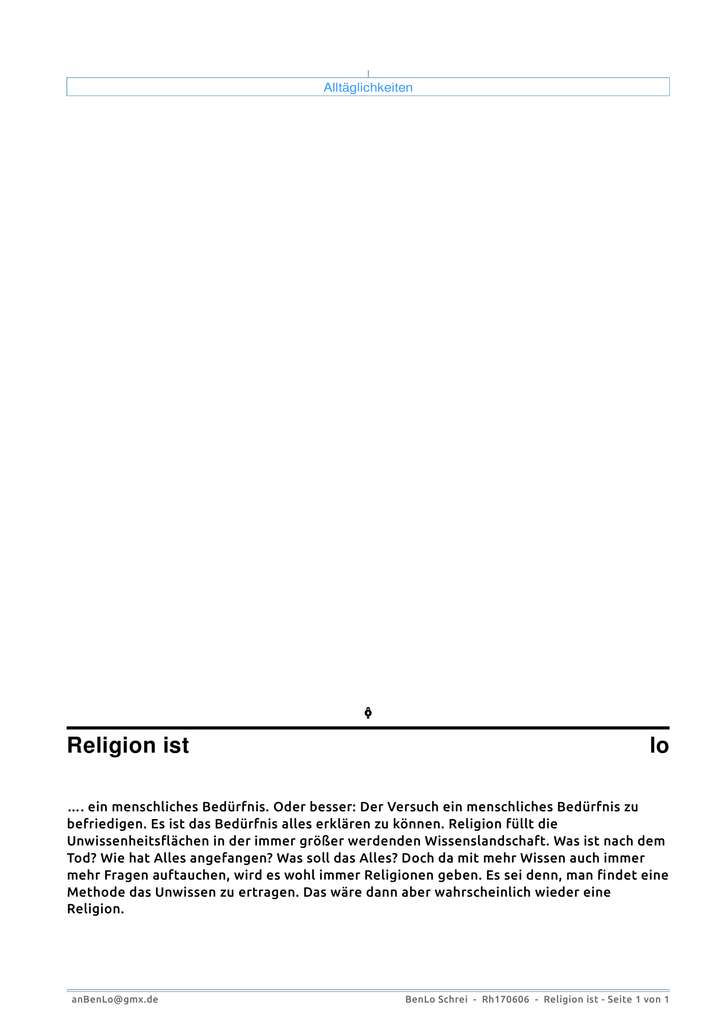 Alltäglichkeiten
Religion ist lo
…. ein menschliches Bedürfnis. Oder besser: Der Versuch ein menschliches Bedürfnis zu
befriedigen. Es ist das Bedürfnis alles erklären zu können. Religion füllt die
Unwissenheitsflächen in der immer größer werdenden Wissenslandschaft. Was ist nach dem
Tod? Wie hat Alles angefangen? Was soll das Alles? Doch da mit mehr Wissen auch immer
mehr Fragen auftauchen, wird es wohl immer Religionen geben. Es sei denn, man findet eine
Methode das Unwissen zu ertragen. Das wäre dann aber wahrscheinlich wieder eine
Religion.
anBenLo@gmx.de BenLo Schrei - Rh170606 - Religion ist - Seite 1 von 1